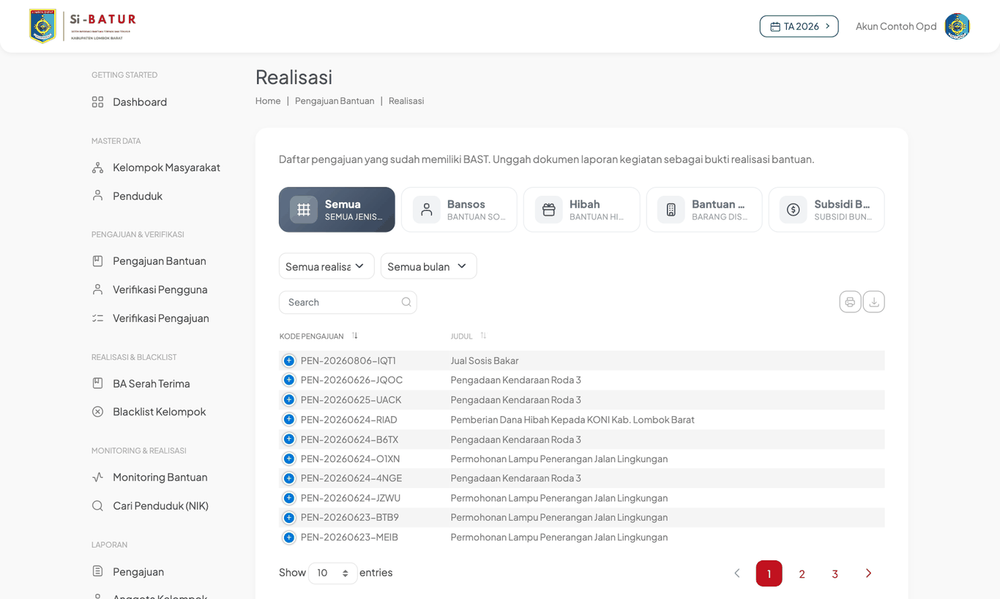 Si -BATUR
KABUPATEN LOMBOK BARAT
TA 2026
Akun Contoh Opd
GETTING STARTED
Dashboard
MASTER DATA
Kelompok Masyarakat
Penduduk
PENGAJUAN & VERIFIKASI
Pengajuan Bantuan
Verifikasi Pengguna
Verifikasi Pengajuan
REALISASI & BLACKLIST
BA Serah Terima
Blacklist Kelompok
MONITORING & REALISASI
Monitoring Bantuan
Cari Penduduk (NIK)
LAPORAN
Pengajuan
Anggota Kelompok
Realisasi
Home | Pengajuan Bantuan | Realisasi
Daftar pengajuan yang sudah memiliki BAST. Unggah dokumen laporan kegiatan sebagai bukti realisasi bantuan.
Semua
SEMUA JENIS...
Bansos
BANTUAN SO...
Hibah
BANTUAN HI...
Bantuan ...
BARANG DIS...
Subsidi B...
SUBSIDI BUN...
Semua realisa
Semua bulan
Search
KODE PENGAJUAN JUDUL
PEN-20260806-IQT1 Jual Sosis Bakar
PEN-20260626-JQOC Pengadaan Kendaraan Roda 3
PEN-20260625-UACK Pengadaan Kendaraan Roda 3
PEN-20260624-RIAD Pemberian Dana Hibah Kepada KONI Kab. Lombok Barat
PEN-20260624-B6TX Pengadaan Kendaraan Roda 3
PEN-20260624-O1XN Permohonan Lampu Penerangan Jalan Lingkungan
PEN-20260624-4NGE Pengadaan Kendaraan Roda 3
PEN-20260624-JZWU Permohonan Lampu Penerangan Jalan Lingkungan
PEN-20260623-BTB9 Permohonan Lampu Penerangan Jalan Lingkungan
PEN-20260623-MEIB Permohonan Lampu Penerangan Jalan Lingkungan
Show 10 entries
1 2 3